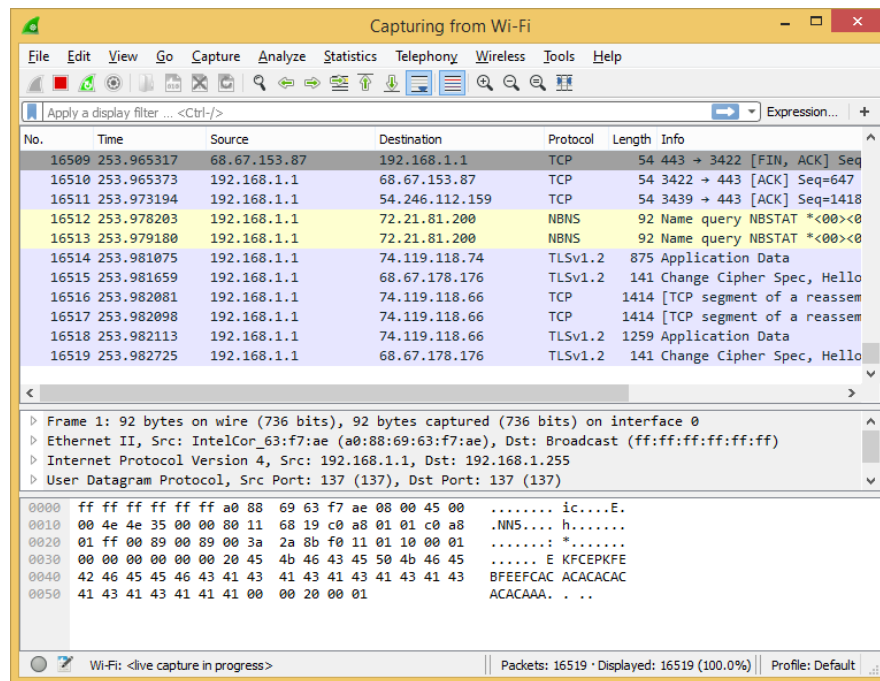 Capturing from Wi-Fi
File Edit View Go Capture Analyze Statistics Telephony Wireless Tools Help
Apply a display filter ... <Ctrl-/> Expression... +
No. Time Source Destination Protocol Length Info
16509 253.965317 68.67.153.87 192.168.1.1 TCP 54 443 → 3422 [FIN, ACK] Seq
16510 253.965373 192.168.1.1 68.67.153.87 TCP 54 3422 → 443 [ACK] Seq=647
16511 253.973194 192.168.1.1 54.246.112.159 TCP 54 3439 → 443 [ACK] Seq=1418
16512 253.978203 192.168.1.1 72.21.81.200 NBNS 92 Name query NBSTAT *<00><0
16513 253.979180 192.168.1.1 72.21.81.200 NBNS 92 Name query NBSTAT *<00><0
16514 253.981075 192.168.1.1 74.119.118.74 TLSv1.2 875 Application Data
16515 253.981659 192.168.1.1 68.67.178.176 TLSv1.2 141 Change Cipher Spec, Hello
16516 253.982081 192.168.1.1 74.119.118.66 TCP 1414 [TCP segment of a reassem
16517 253.982098 192.168.1.1 74.119.118.66 TCP 1414 [TCP segment of a reassem
16518 253.982113 192.168.1.1 74.119.118.66 TLSv1.2 1259 Application Data
16519 253.982725 192.168.1.1 68.67.178.176 TLSv1.2 141 Change Cipher Spec, Hello
Frame 1: 92 bytes on wire (736 bits), 92 bytes captured (736 bits) on interface 0
Ethernet II, Src: IntelCor_63:f7:ae (a0:88:69:63:f7:ae), Dst: Broadcast (ff:ff:ff:ff:ff:ff)
Internet Protocol Version 4, Src: 192.168.1.1, Dst: 192.168.1.255
User Datagram Protocol, Src Port: 137 (137), Dst Port: 137 (137)
0000 ff ff ff ff ff ff a0 88 69 63 f7 ae 08 00 45 00 ........ ic....E.
0010 00 4e 4e 35 00 00 80 11 68 19 c0 a8 01 01 c0 a8 .NN5.... h.......
0020 01 ff 00 89 00 89 00 3a 2a 8b f0 11 01 10 00 01 .......: *.......
0030 00 00 00 00 00 00 20 45 4b 46 43 45 50 4b 46 45 ...... E KFCEPKFE
0040 42 46 45 45 46 43 41 43 41 43 41 43 41 43 41 43 BFEEFCAC ACACACAC
0050 41 43 41 43 41 41 41 00 00 20 00 01 ACACAAA. . ..
Wi-Fi: <live capture in progress> Packets: 16519 · Displayed: 16519 (100.0%) Profile: Default